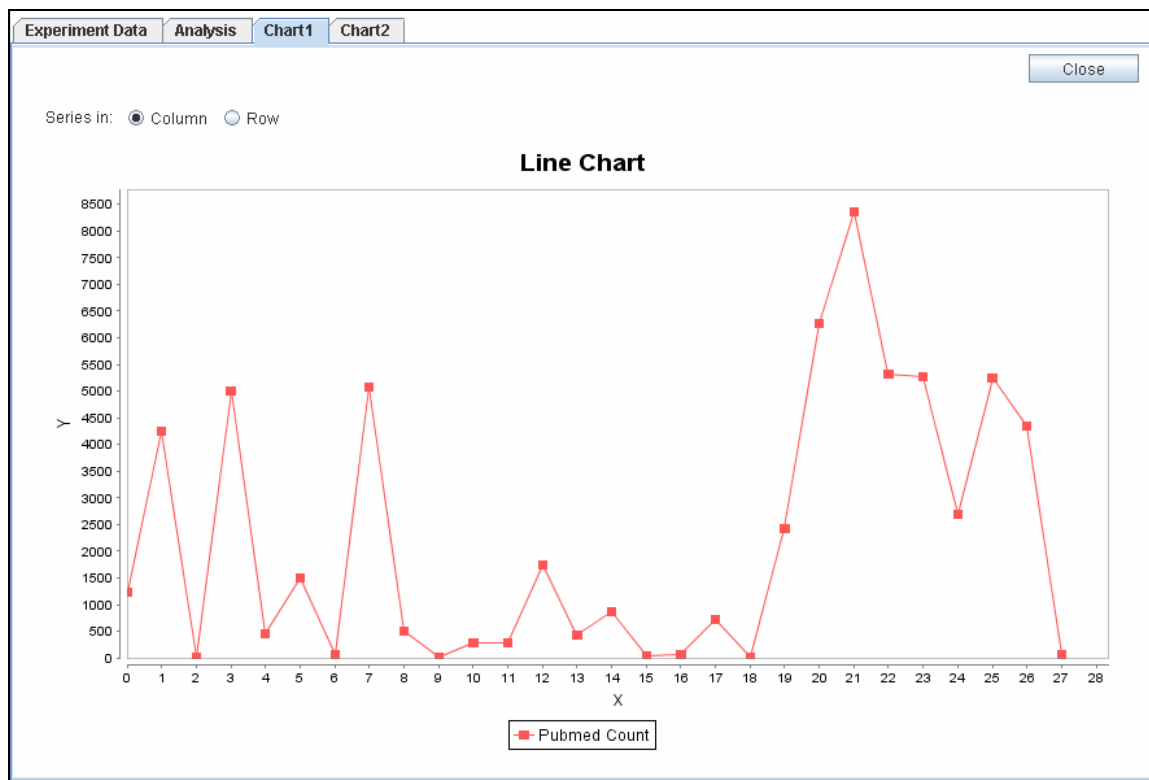 Experiment Data Analysis Chart1 Chart2
Close
Series in: Column Row
Line Chart
8500
8000
7500
7000
6500
6000
5500
5000
4500
4000
3500
3000
2500
2000
1500
1000
500
0
Y
0 1 2 3 4 5 6 7 8 9 10 11 12 13 14 15 16 17 18 19 20 21 22 23 24 25 26 27 28
X
Pubmed Count